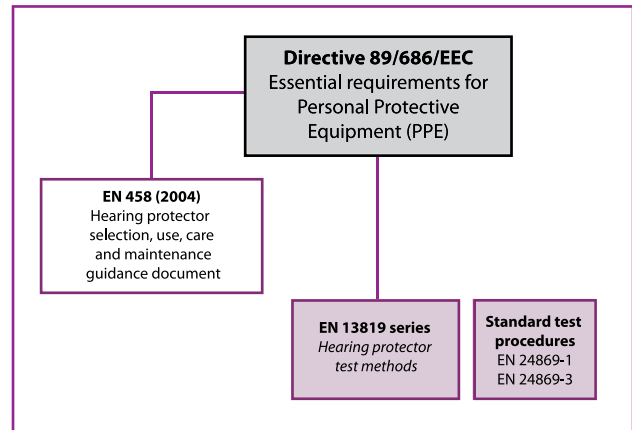 Directive 89/686/EEC
Essential requirements for
Personal Protective
Equipment (PPE)
EN 458 (2004)
Hearing protector
selection, use, care
and maintenance
guidance document
EN 13819 series
Hearing protector
test methods
Standard test
procedures
EN 24869-1
EN 24869-3